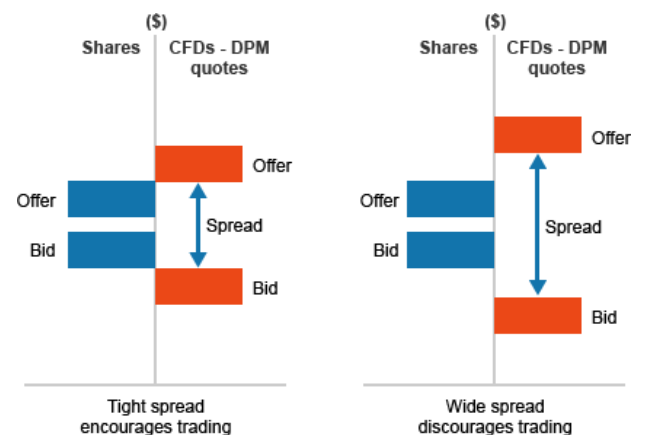 ($)
Shares
CFDs - DPM
quotes
Offer
Offer
Spread
Bid
Bid
Tight spread
encourages trading
($)
Shares
CFDs - DPM
quotes
Offer
Offer
Spread
Bid
Bid
Wide spread
discourages trading